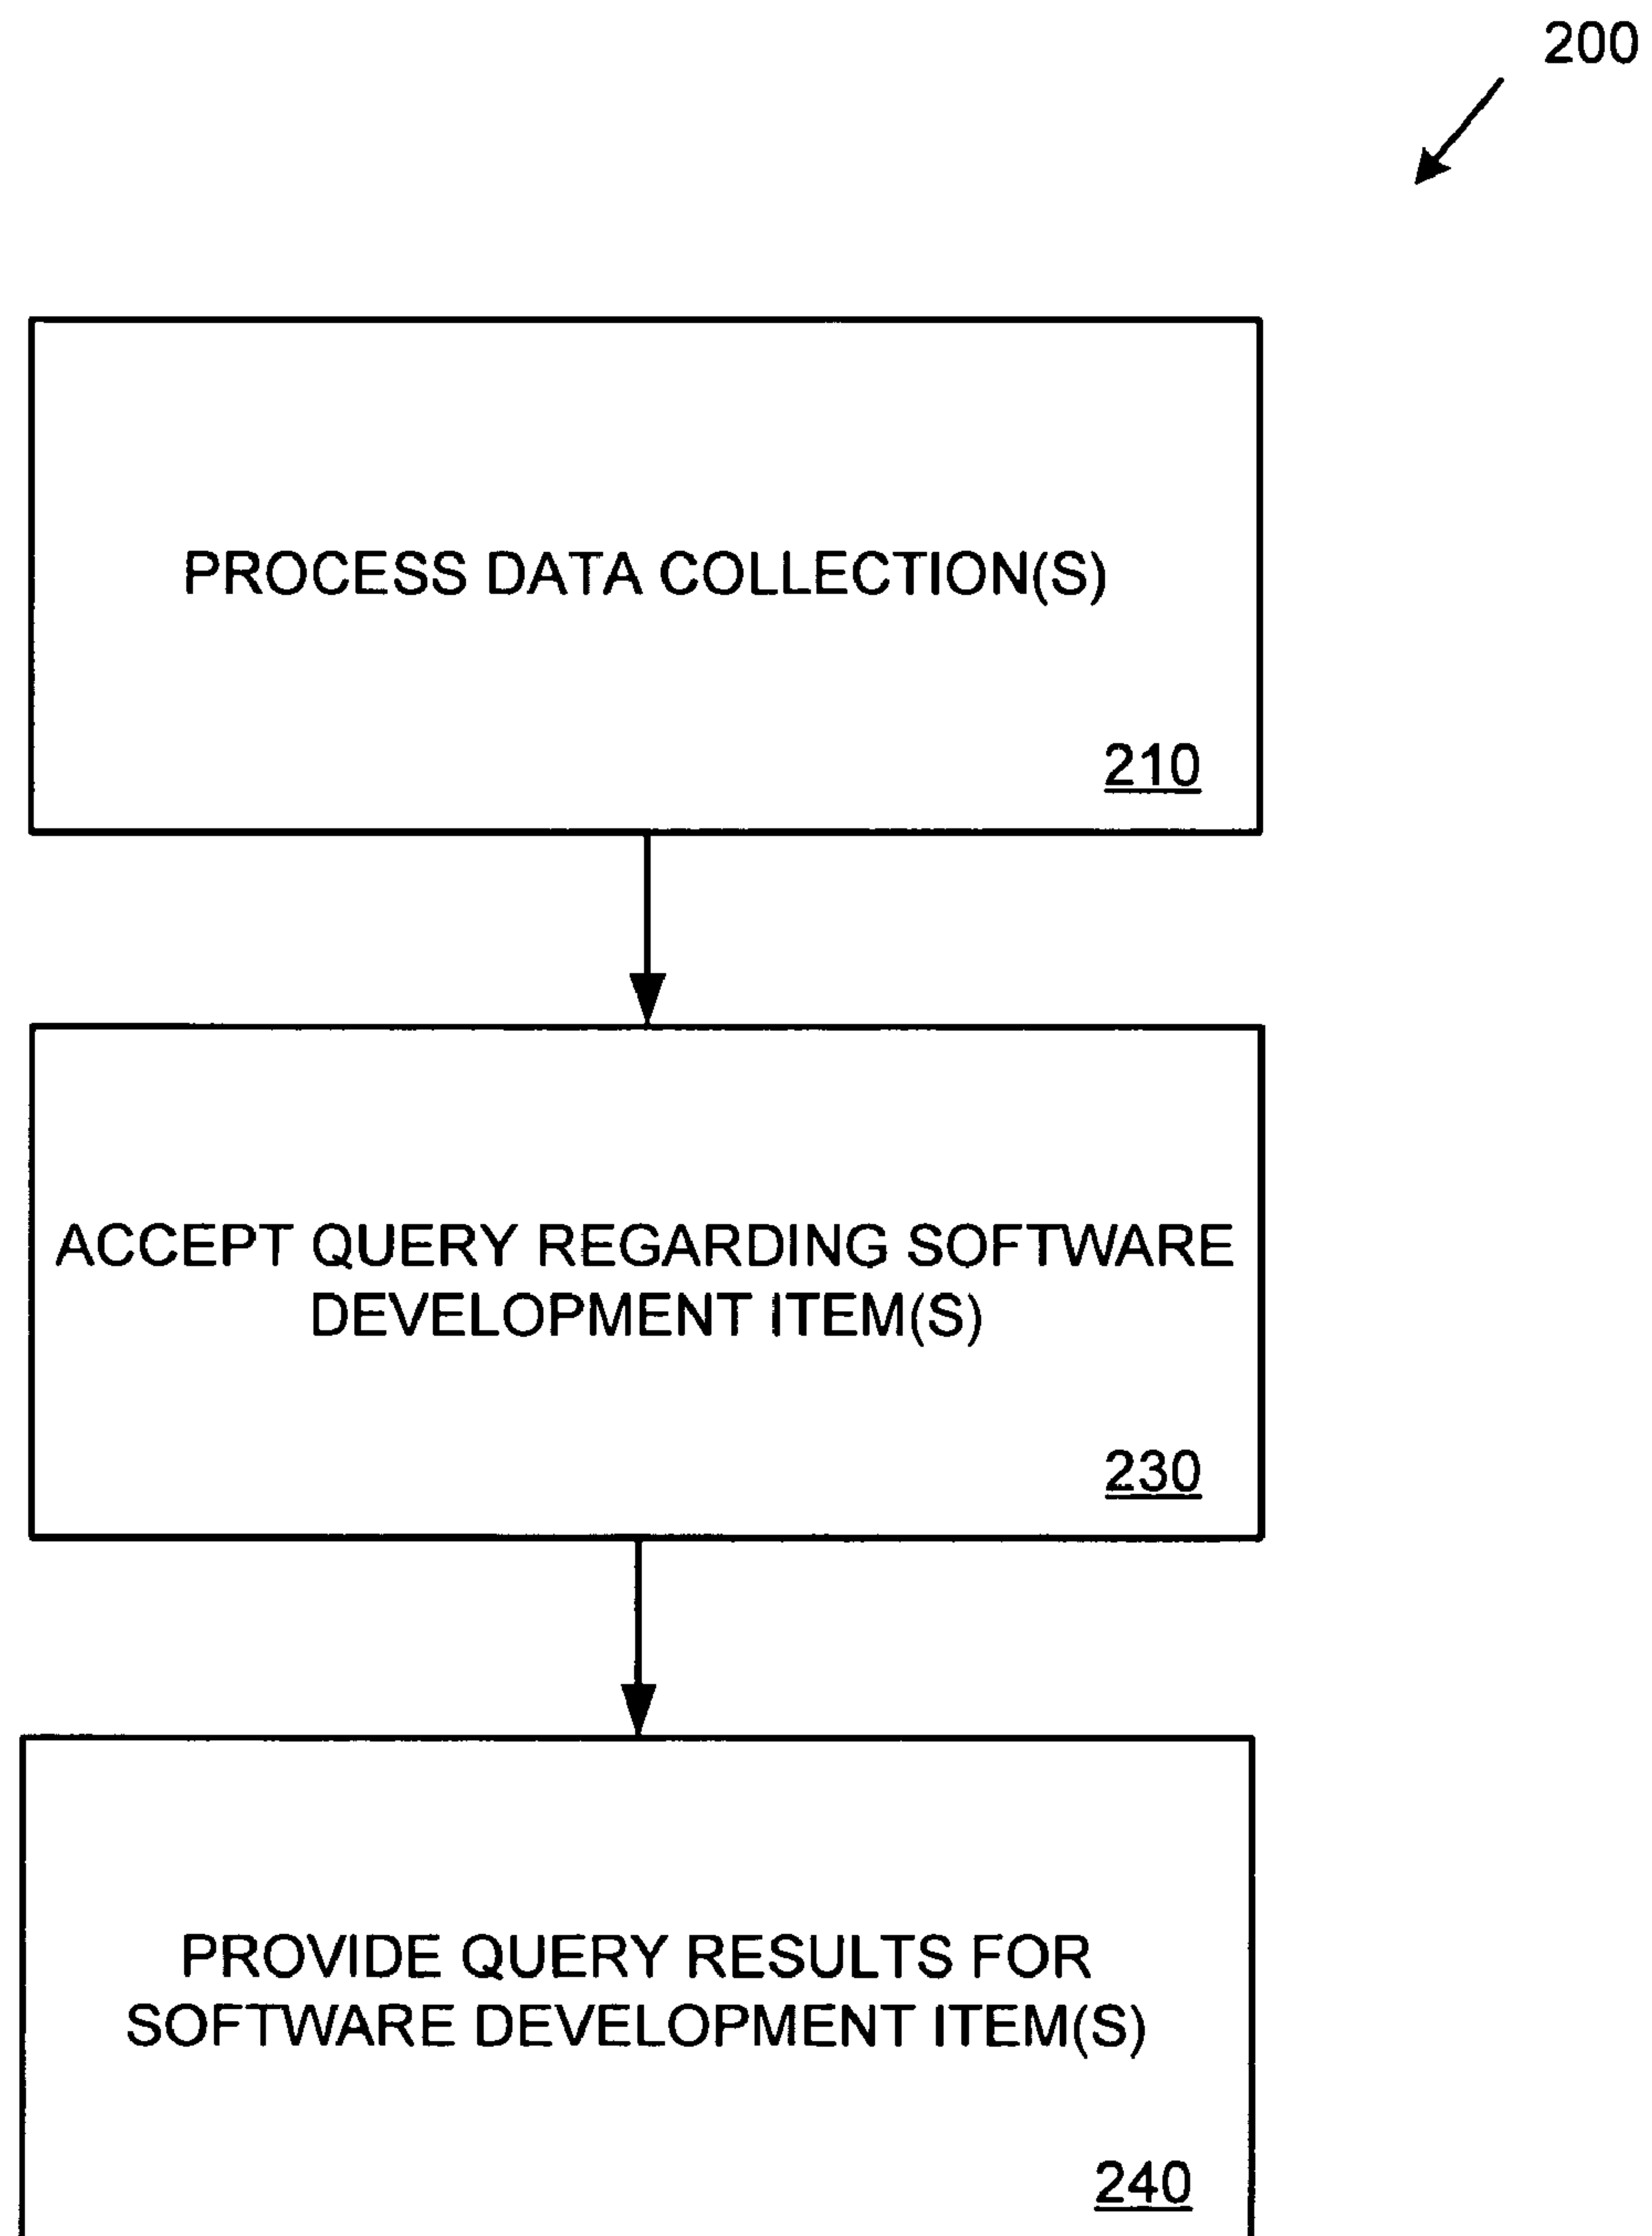 200
PROCESS DATA COLLECTION(S)
210
ACCEPT QUERY REGARDING SOFTWARE
DEVELOPMENT ITEM(S)
230
PROVIDE QUERY RESULTS FOR
SOFTWARE DEVELOPMENT ITEM(S)
240